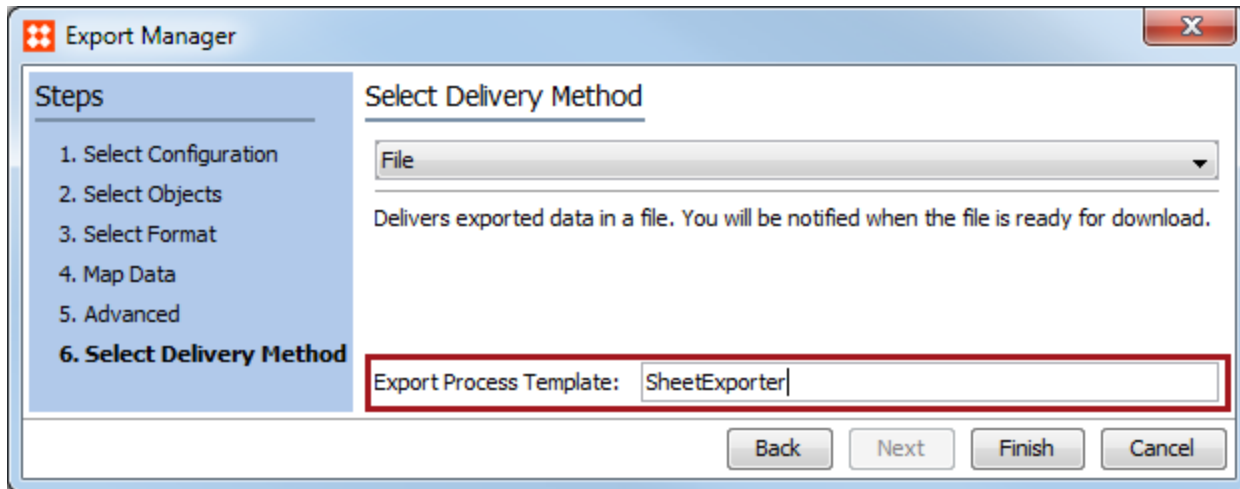 Export Manager
Steps
1. Select Configuration
2. Select Objects
3. Select Format
4. Map Data
5. Advanced
6. Select Delivery Method
Select Delivery Method
File
Delivers exported data in a file. You will be notified when the file is ready for download.
Export Process Template: SheetExporter
Back Next Finish Cancel